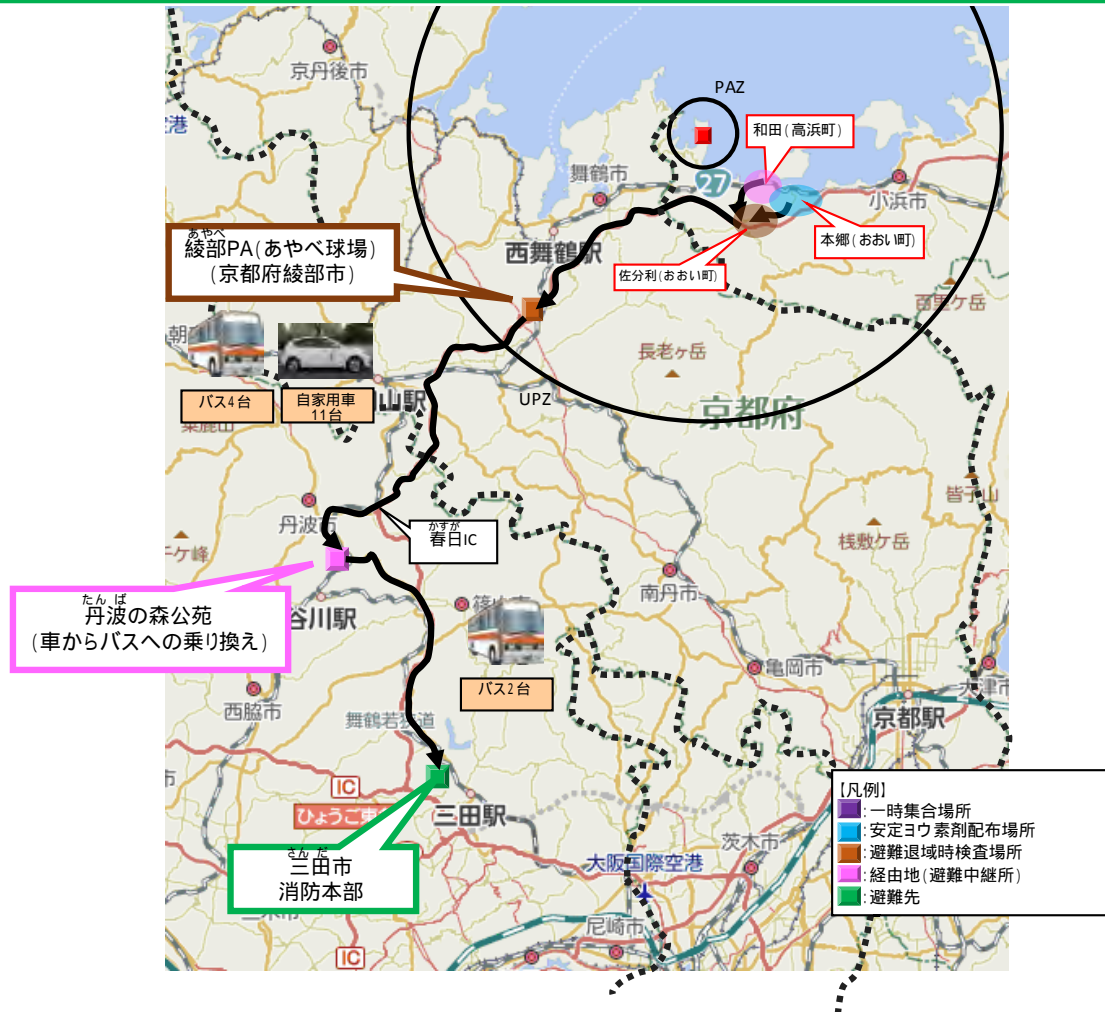 京丹後市
空港
PAZ
和田(高浜町)
舞鶴市
27
小浜市
本郷(おおい町)
佐分利(おおい町)
西舞鶴駅
あやべ
綾部PA(あやべ球場)
(京都府綾部市)
百里ケ岳
朝
長老ヶ岳
バス4台
自家用車
11台
山駅
UPZ
京都府
皆子山
丹波市
かすが
春日IC
桟敷ケ岳
ケ峰
南丹市
たんば
丹波の森公苑
(車からバスへの乗り換え)
谷川駅
バス2台
亀岡市
大津市
西脇市
舞鶴若狭道
京都駅
市
IC
ひょうご東
三田駅
さんだ
三田市
消防本部
茨木市
大阪国際空港
尼崎市
IC
【凡例】
:一時集合場所
:安定ヨウ素剤配布場所
:避難退域時検査場所
:経由地(避難中継所)
:避難先